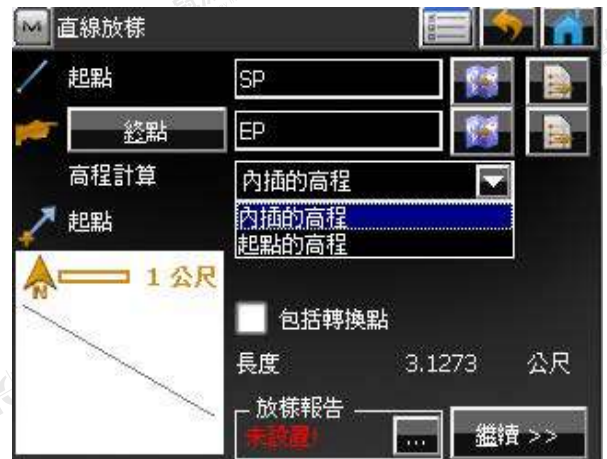 直線放樣
起點 SP
終點 EP
高程計算 內插的高程
內插的高程
起點 起點的高程
N 1 公尺
包括轉換點
長度 3.1273 公尺
放樣報告
未設置! ... 繼續 >>